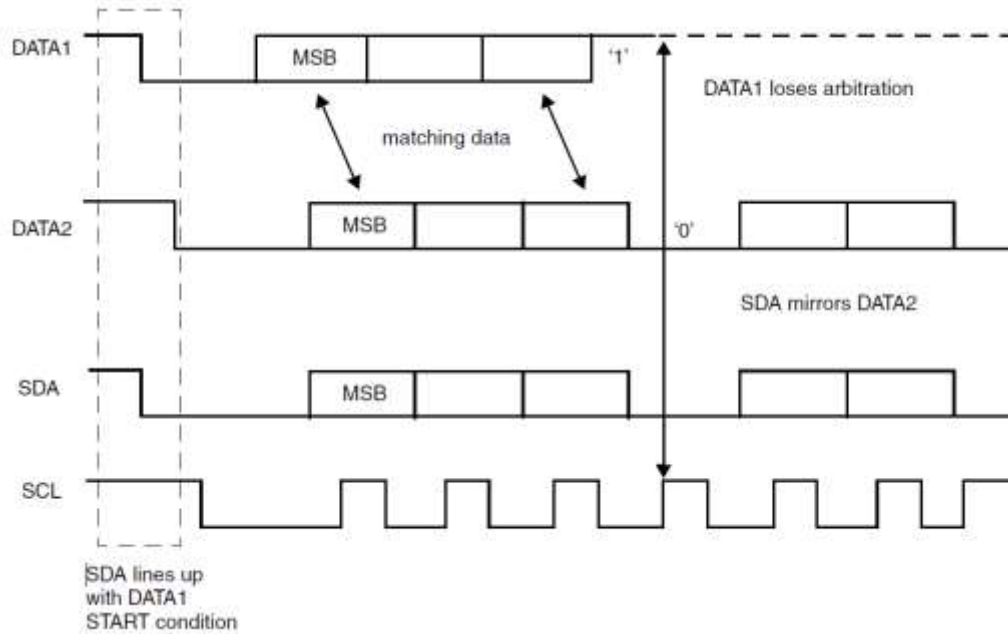 DATA1
MSB
'1'
DATA1 loses arbitration
matching data
DATA2
MSB
'0'
SDA mirrors DATA2
SDA
MSB
SCL
SDA lines up
with DATA1
START condition